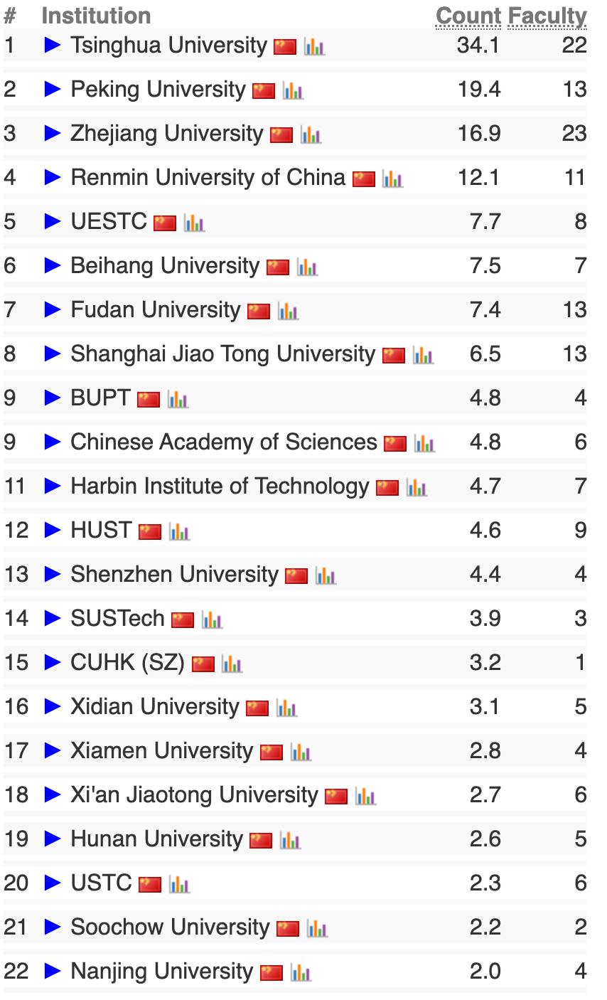 # Institution Count Faculty
1 ► Tsinghua University 34.1 22
2 ► Peking University 19.4 13
3 ► Zhejiang University 16.9 23
4 ► Renmin University of China 12.1 11
5 ► UESTC 7.7 8
6 ► Beihang University 7.5 7
7 ► Fudan University 7.4 13
8 ► Shanghai Jiao Tong University 6.5 13
9 ► BUPT 4.8 4
9 ► Chinese Academy of Sciences 4.8 6
11 ► Harbin Institute of Technology 4.7 7
12 ► HUST 4.6 9
13 ► Shenzhen University 4.4 4
14 ► SUSTech 3.9 3
15 ► CUHK (SZ) 3.2 1
16 ► Xidian University 3.1 5
17 ► Xiamen University 2.8 4
18 ► Xi'an Jiaotong University 2.7 6
19 ► Hunan University 2.6 5
20 ► USTC 2.3 6
21 ► Soochow University 2.2 2
22 ► Nanjing University 2.0 4